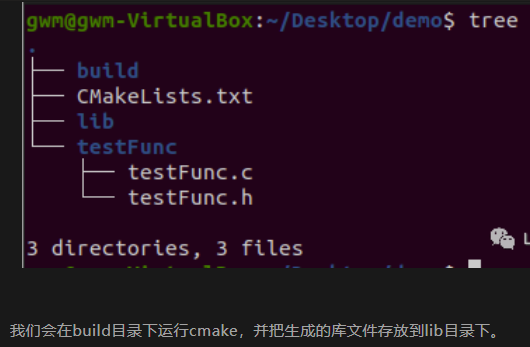 gwm@gwm-VirtualBox:~/Desktop/demo$ tree
.
├── build
├── CMakeLists.txt
├── lib
└── testFunc
    ├── testFunc.c
    └── testFunc.h
3 directories, 3 files
我们会在build目录下运行cmake，并把生成的库文件存放到lib目录下。